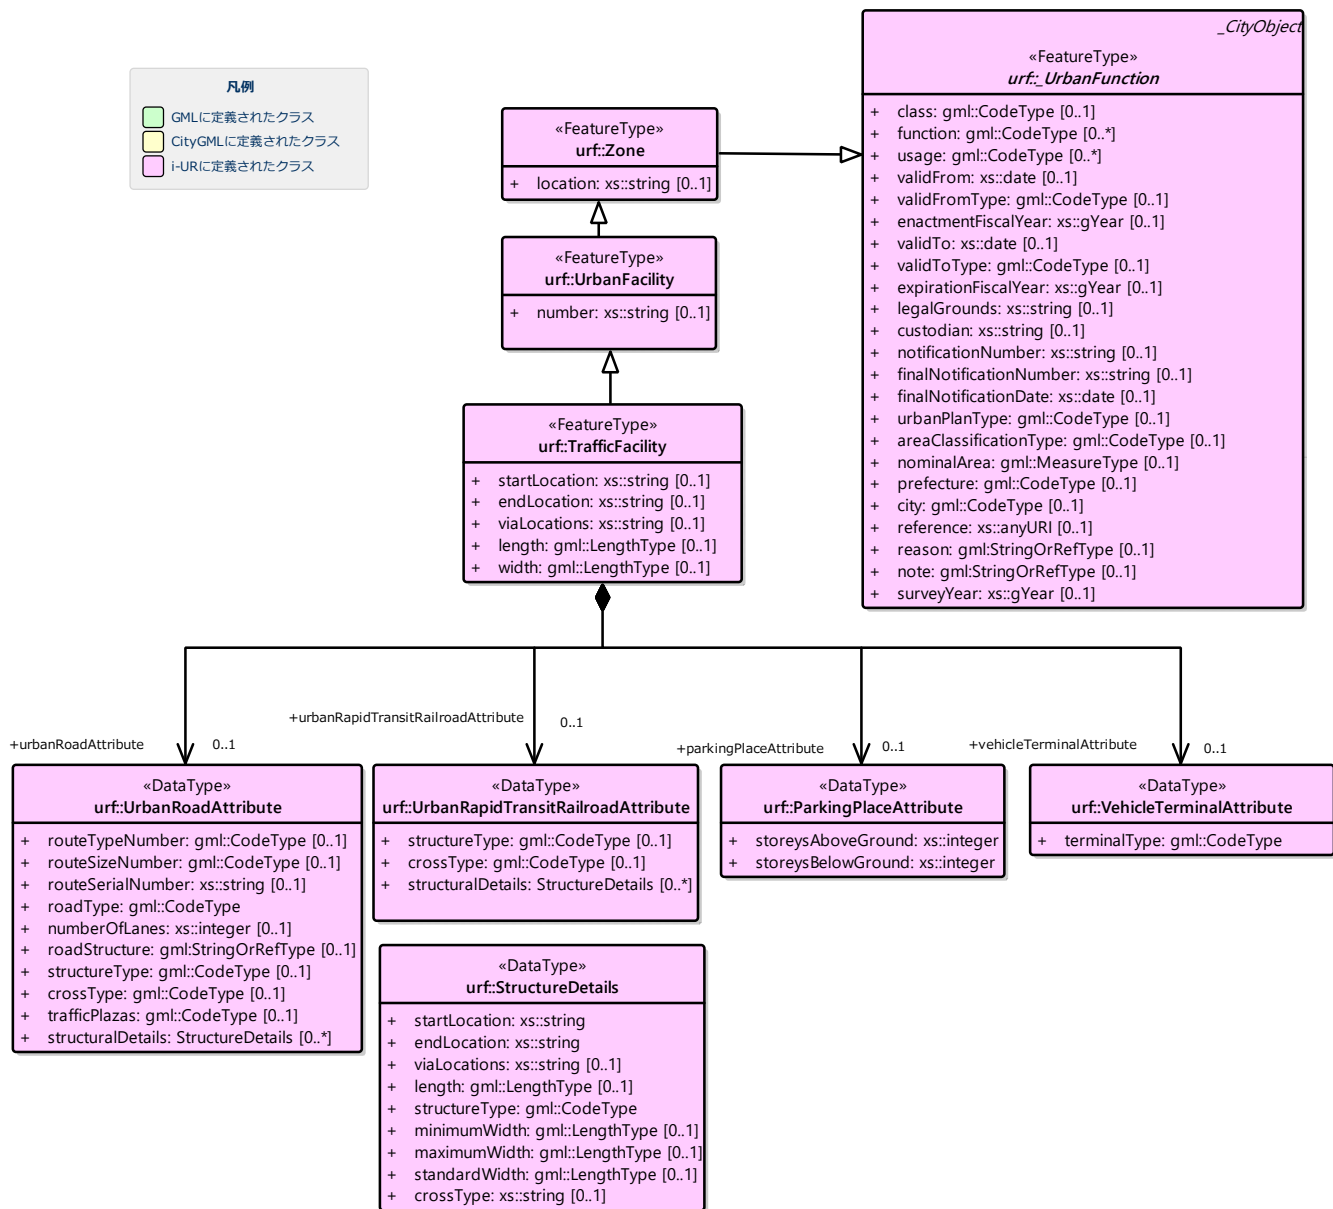 凡例
GMLに定義されたクラス
CityGMLに定義されたクラス
i-URに定義されたクラス
_CityObject
«FeatureType»
urf::_UrbanFunction
+ class: gml::CodeType [0..1]
+ function: gml::CodeType [0..*]
+ usage: gml::CodeType [0..*]
+ validFrom: xs::date [0..1]
+ validFromType: gml::CodeType [0..1]
+ enactmentFiscalYear: xs::gYear [0..1]
+ validTo: xs::date [0..1]
+ validToType: gml::CodeType [0..1]
+ expirationFiscalYear: xs::gYear [0..1]
+ legalGrounds: xs::string [0..1]
+ custodian: xs::string [0..1]
+ notificationNumber: xs::string [0..1]
+ finalNotificationNumber: xs::string [0..1]
+ finalNotificationDate: xs::date [0..1]
+ urbanPlanType: gml::CodeType [0..1]
+ areaClassificationType: gml::CodeType [0..1]
+ nominalArea: gml::MeasureType [0..1]
+ prefecture: gml::CodeType [0..1]
+ city: gml::CodeType [0..1]
+ reference: xs::anyURI [0..1]
+ reason: gml:StringOrRefType [0..1]
+ note: gml:StringOrRefType [0..1]
+ surveyYear: xs::gYear [0..1]
«FeatureType»
urf::Zone
+ location: xs::string [0..1]
«FeatureType»
urf::UrbanFacility
+ number: xs::string [0..1]
«FeatureType»
urf::TrafficFacility
+ startLocation: xs::string [0..1]
+ endLocation: xs::string [0..1]
+ viaLocations: xs::string [0..1]
+ length: gml::LengthType [0..1]
+ width: gml::LengthType [0..1]
+urbanRoadAttribute
0..1
+urbanRapidTransitRailroadAttribute
0..1
+parkingPlaceAttribute
0..1
+vehicleTerminalAttribute
0..1
«DataType»
urf::UrbanRoadAttribute
+ routeTypeNumber: gml::CodeType [0..1]
+ routeSizeNumber: gml::CodeType [0..1]
+ routeSerialNumber: xs::string [0..1]
+ roadType: gml::CodeType
+ numberOfLanes: xs::integer [0..1]
+ roadStructure: gml:StringOrRefType [0..1]
+ structureType: gml::CodeType [0..1]
+ crossType: gml::CodeType [0..1]
+ trafficPlazas: gml::CodeType [0..1]
+ structuralDetails: StructureDetails [0..*]
«DataType»
urf::UrbanRapidTransitRailroadAttribute
+ structureType: gml::CodeType [0..1]
+ crossType: gml::CodeType [0..1]
+ structuralDetails: StructureDetails [0..*]
«DataType»
urf::ParkingPlaceAttribute
+ storeysAboveGround: xs::integer
+ storeysBelowGround: xs::integer
«DataType»
urf::VehicleTerminalAttribute
+ terminalType: gml::CodeType
«DataType»
urf::StructureDetails
+ startLocation: xs::string
+ endLocation: xs::string
+ viaLocations: xs::string [0..1]
+ length: gml::LengthType [0..1]
+ structureType: gml::CodeType
+ minimumWidth: gml::LengthType [0..1]
+ maximumWidth: gml::LengthType [0..1]
+ standardWidth: gml::LengthType [0..1]
+ crossType: xs::string [0..1]